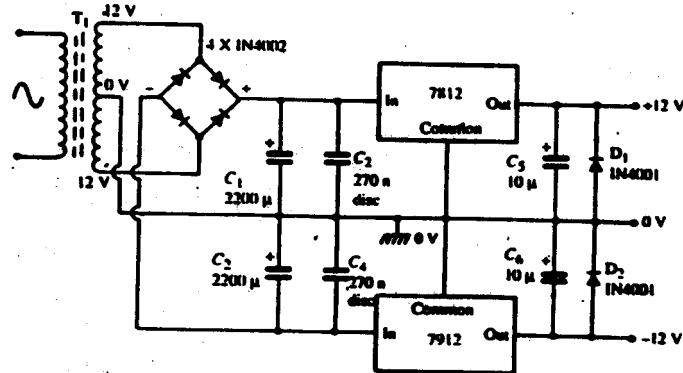 T1
12 V
4 X 1N4002
0 V
12 V
-
+
In
7812
Out
Common
+12 V
+
C1
2200 μ
C2
270 n
disc
+
C5
10 μ
D1
1N4001
0 V
0 V
+
C2
2200 μ
C4
270 n
disc
+
C6
10 μ
D2
1N4001
Common
In
7912
Out
-12 V